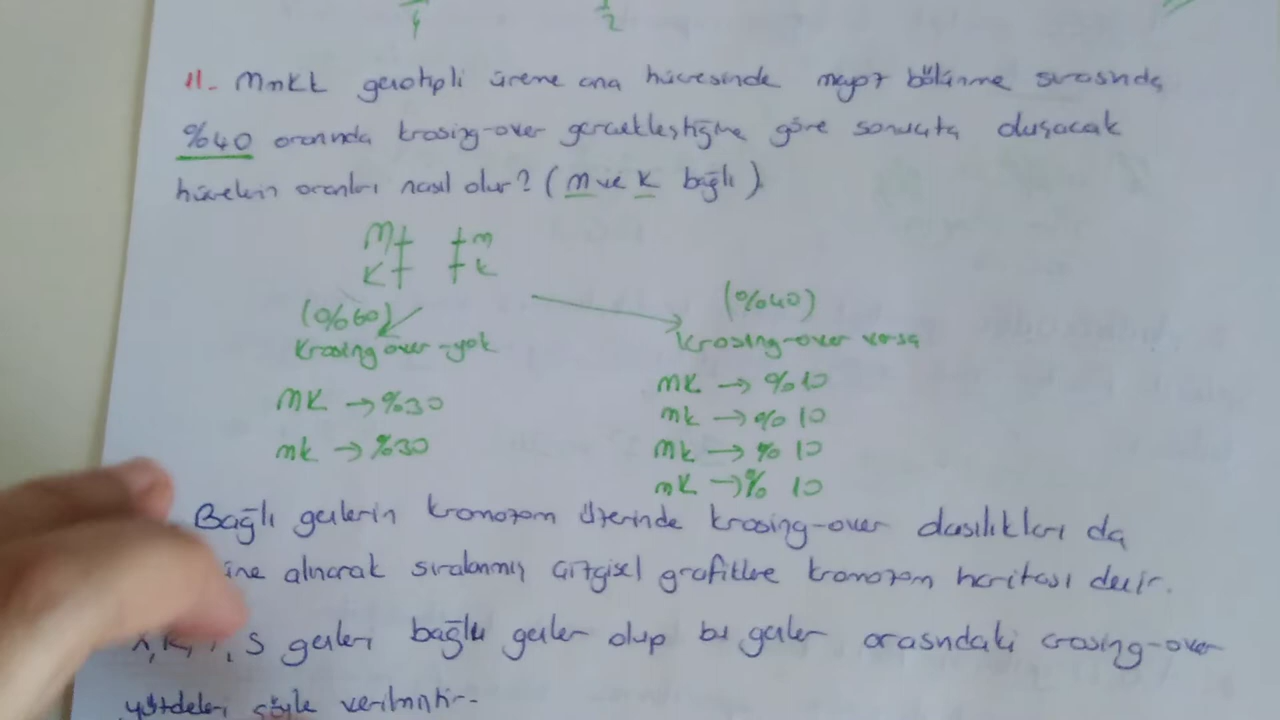 11- MmKk genotipli üreme ana hücresinde mayoz bölünme sırasında
%40 oranında krosing-over gerçekleştiğine göre sonuçta oluşacak
hücrelerin oranları nasıl olur? (M ve K bağlı)
M m
K k
(%60) (%40)
Krosing over-yok Krosing-over varsa
MK → %30 MK → %10
mk → %30 mk → %10
Mk → %10
mK → %10
Bağlı genlerin kromozom üzerinde krosing-over olasılıkları da
alınarak sıralanmış çizgisel grafiklere kromozom haritası denir.
S genleri bağlı genler olup bu genler arasındaki crosing-over
yüzdeleri şöyle verilmiştir-